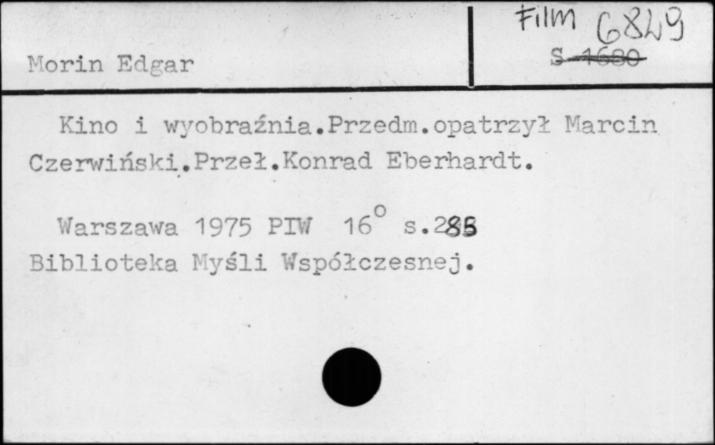 Film 6849
S-1680
Morin Edgar
Kino i wyobraźnia.Przedm.opatrzył Marcin
Czerwiński.Przeł.Konrad Eberhardt.
Warszawa 1975 PIW 16° s.285
Biblioteka Myśli Współczesnej.